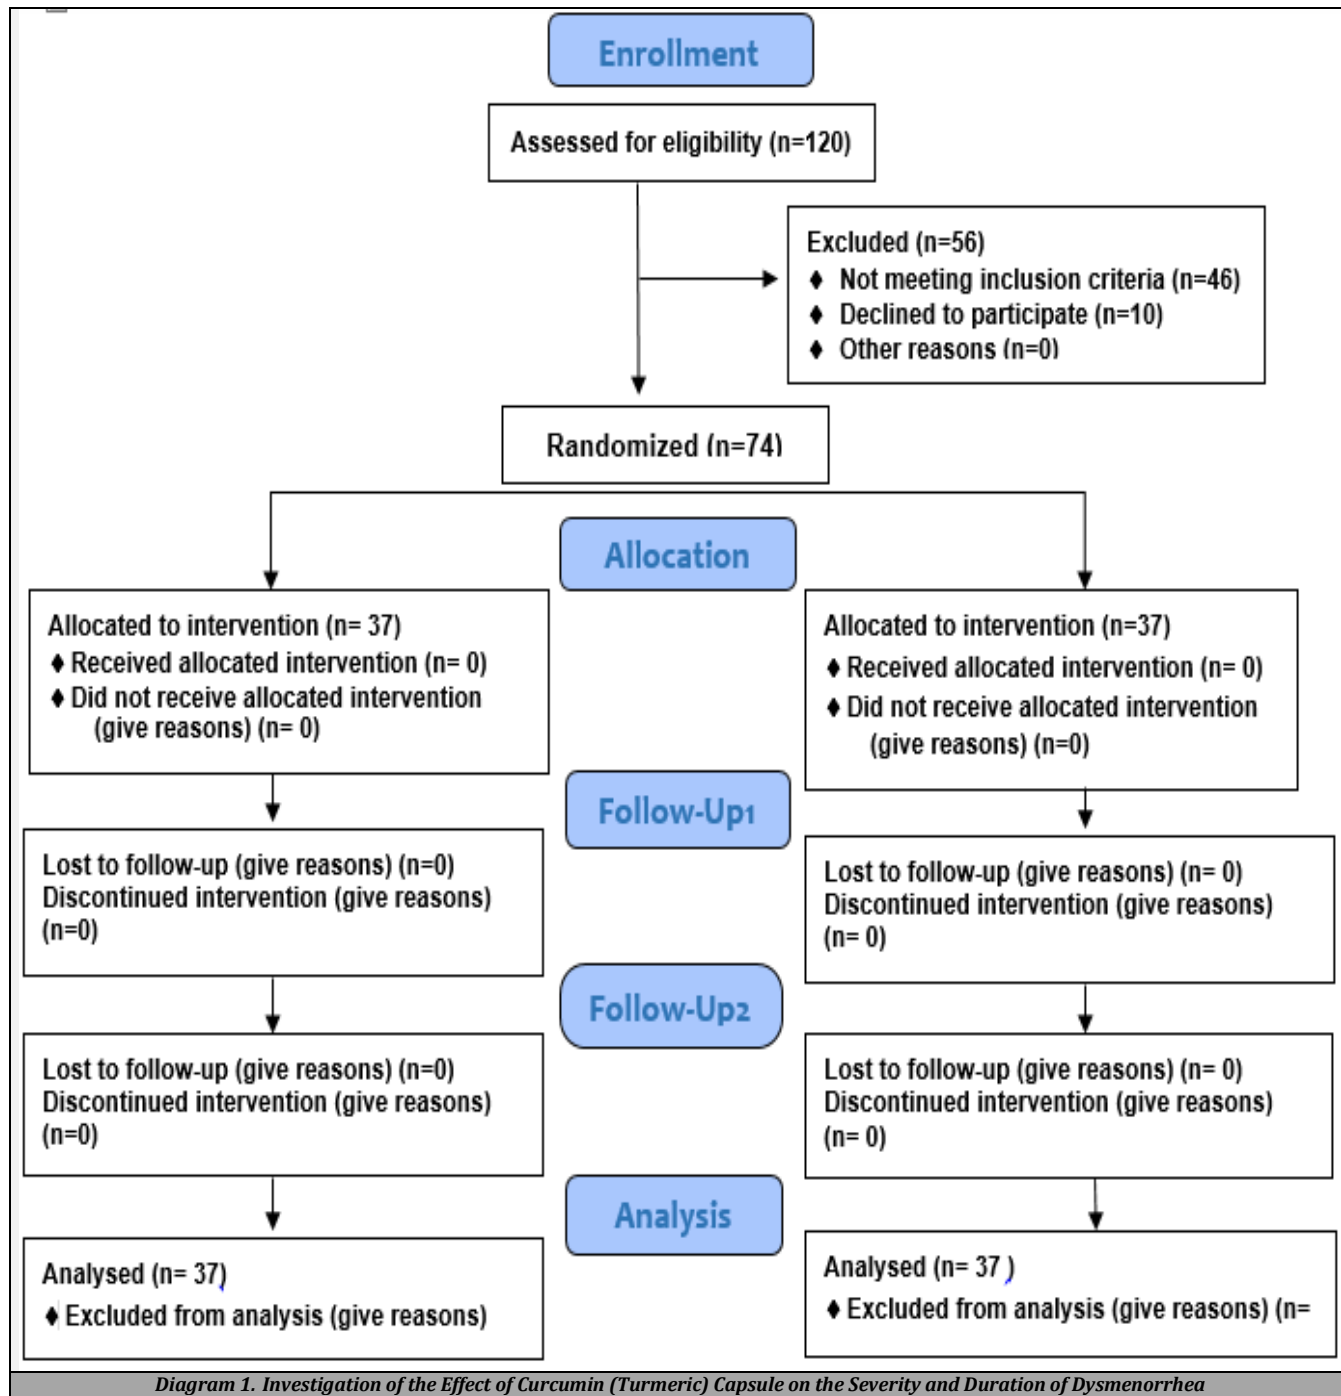 Enrollment
Assessed for eligibility (n=120)
Excluded (n=56)
♦ Not meeting inclusion criteria (n=46)
♦ Declined to participate (n=10)
♦ Other reasons (n=0)
Randomized (n=74)
Allocation
Allocated to intervention (n= 37)
♦ Received allocated intervention (n= 0)
♦ Did not receive allocated intervention
(give reasons) (n= 0)
Allocated to intervention (n=37)
♦ Received allocated intervention (n= 0)
♦ Did not receive allocated intervention
(give reasons) (n=0)
Follow-Up1
Lost to follow-up (give reasons) (n=0)
Discontinued intervention (give reasons)
(n=0)
Lost to follow-up (give reasons) (n= 0)
Discontinued intervention (give reasons)
(n= 0)
Follow-Up2
Lost to follow-up (give reasons) (n=0)
Discontinued intervention (give reasons)
(n=0)
Lost to follow-up (give reasons) (n= 0)
Discontinued intervention (give reasons)
(n= 0)
Analysis
Analysed (n= 37)
♦ Excluded from analysis (give reasons)
Analysed (n= 37 )
♦ Excluded from analysis (give reasons) (n=
Diagram 1. Investigation of the Effect of Curcumin (Turmeric) Capsule on the Severity and Duration of Dysmenorrhea